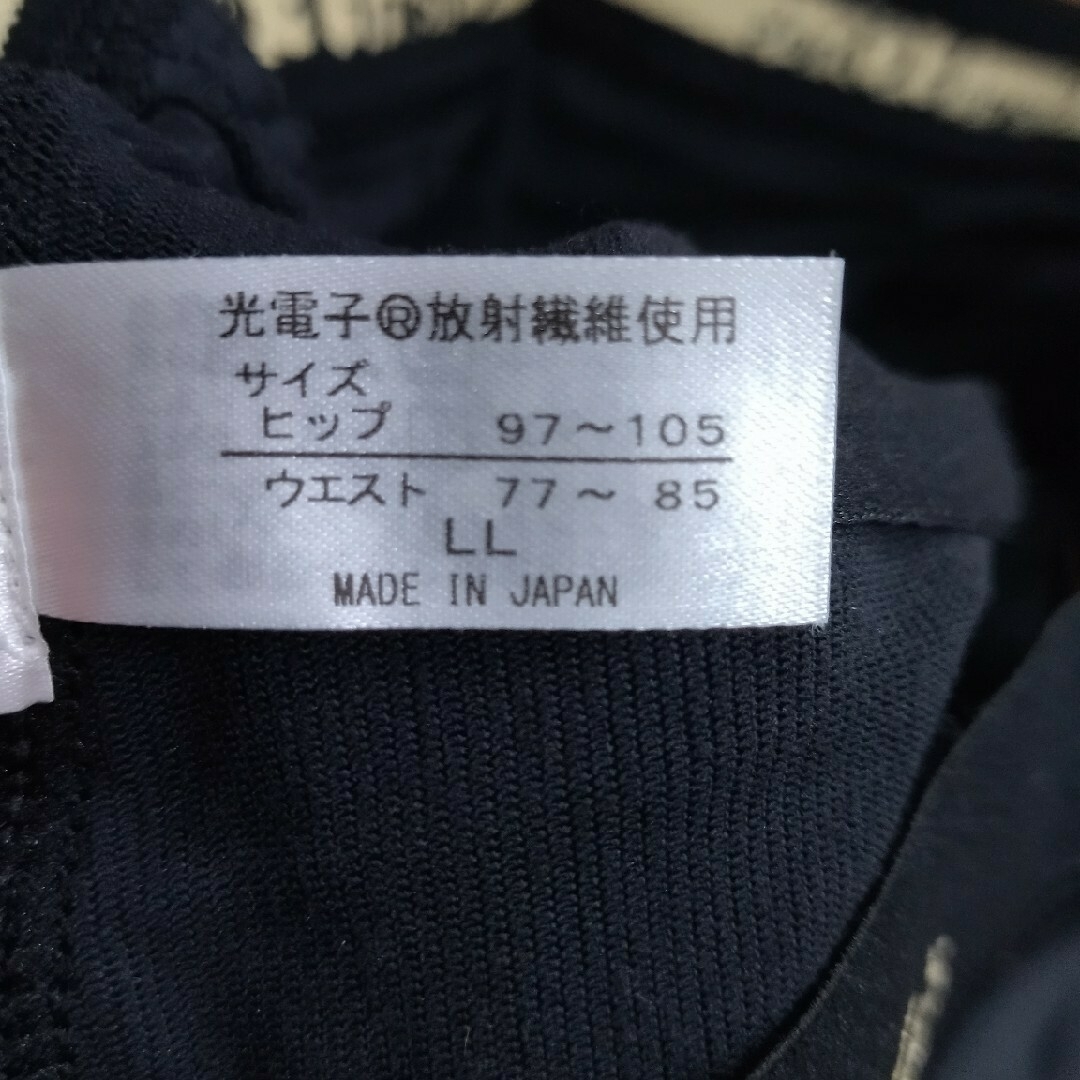 光電子®放射繊維使用
サイズ
ヒップ 97～105
ウエスト 77～ 85
LL
MADE IN JAPAN